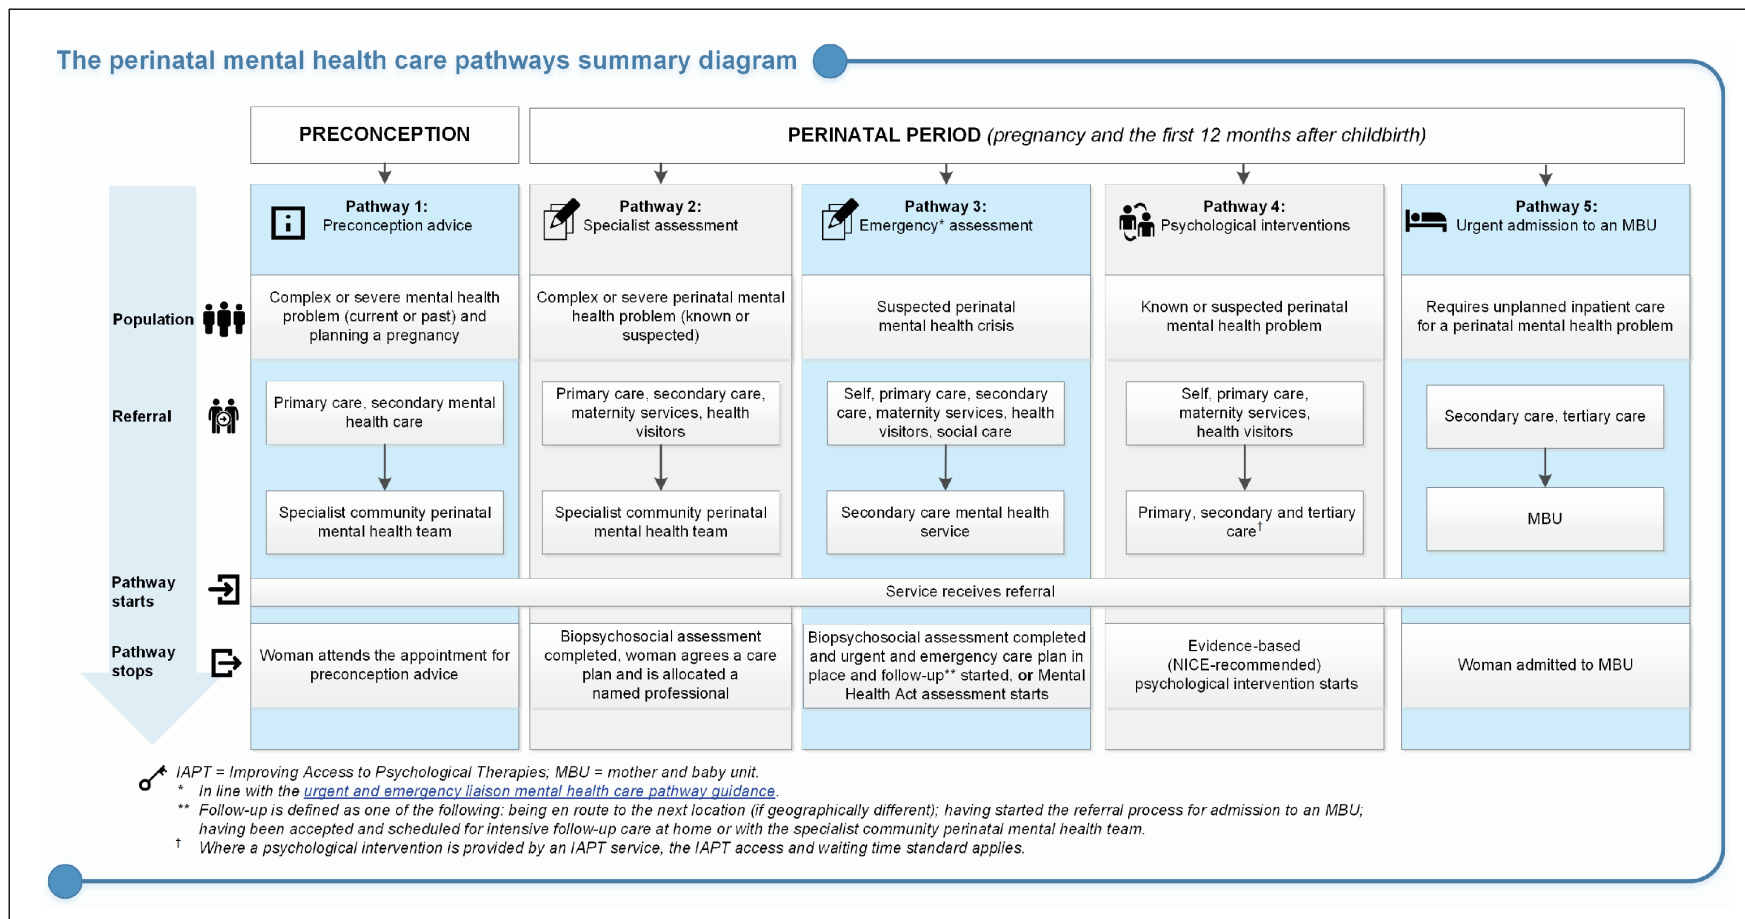 The perinatal mental health care pathways summary diagram
PRECONCEPTION
PERINATAL PERIOD (pregnancy and the first 12 months after childbirth)
Pathway 1:
Preconception advice
Pathway 2:
Specialist assessment
Pathway 3:
Emergency* assessment
Pathway 4:
Psychological interventions
Pathway 5:
Urgent admission to an MBU
Population
Complex or severe mental health
problem (current or past) and
planning a pregnancy
Complex or severe perinatal mental
health problem (known or
suspected)
Suspected perinatal
mental health crisis
Known or suspected perinatal
mental health problem
Requires unplanned inpatient care
for a perinatal mental health problem
Referral
Primary care, secondary mental
health care
Primary care, secondary care,
maternity services, health
visitors
Self, primary care, secondary
care, maternity services, health
visitors, social care
Self, primary care,
maternity services,
health visitors
Secondary care, tertiary care
Specialist community perinatal
mental health team
Specialist community perinatal
mental health team
Secondary care mental health
service
Primary, secondary and tertiary
care†
MBU
Pathway
starts
Service receives referral
Pathway
stops
Woman attends the appointment for
preconception advice
Biopsychosocial assessment
completed, woman agrees a care
plan and is allocated a
named professional
Biopsychosocial assessment completed
and urgent and emergency care plan in
place and follow-up** started, or Mental
Health Act assessment starts
Evidence-based
(NICE-recommended)
psychological intervention starts
Woman admitted to MBU
IAPT = Improving Access to Psychological Therapies; MBU = mother and baby unit.
* In line with the urgent and emergency liaison mental health care pathway guidance.
** Follow-up is defined as one of the following: being en route to the next location (if geographically different); having started the referral process for admission to an MBU;
having been accepted and scheduled for intensive follow-up care at home or with the specialist community perinatal mental health team.
† Where a psychological intervention is provided by an IAPT service, the IAPT access and waiting time standard applies.